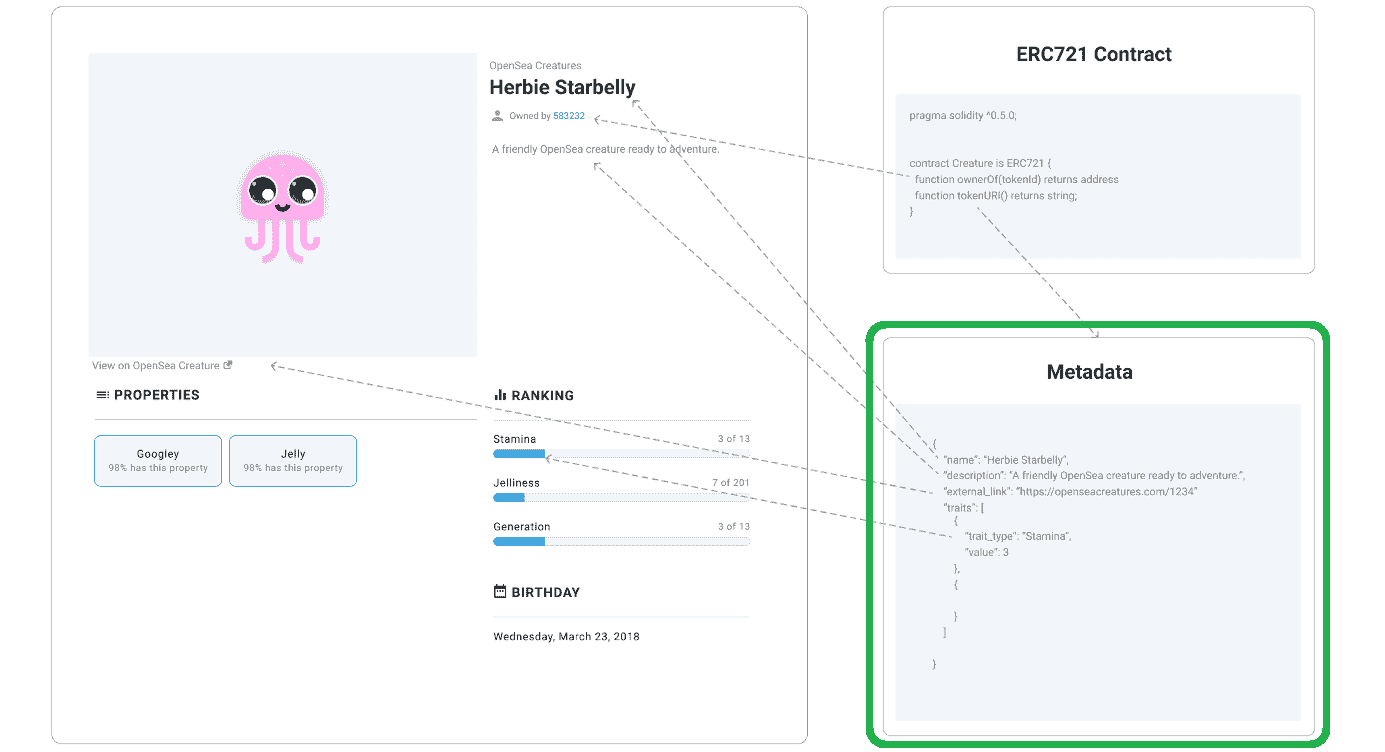 OpenSea Creatures
Herbie Starbelly
Owned by 583232
A friendly OpenSea creature ready to adventure.
View on OpenSea Creature
PROPERTIES
Googley
98% has this property
Jelly
98% has this property
RANKING
Stamina 3 of 13
Jelliness 7 of 201
Generation 3 of 13
BIRTHDAY
Wednesday, March 23, 2018
ERC721 Contract
pragma solidity ^0.5.0;
contract Creature is ERC721 {
function ownerOf(tokenId) returns address
function tokenURI() returns string;
}
Metadata
{
"name": "Herbie Starbelly",
"description": "A friendly OpenSea creature ready to adventure.",
"external_link": "https://openseacreatures.com/1234"
"traits": [
{
"trait_type": "Stamina",
"value": 3
},
{
}
]
}